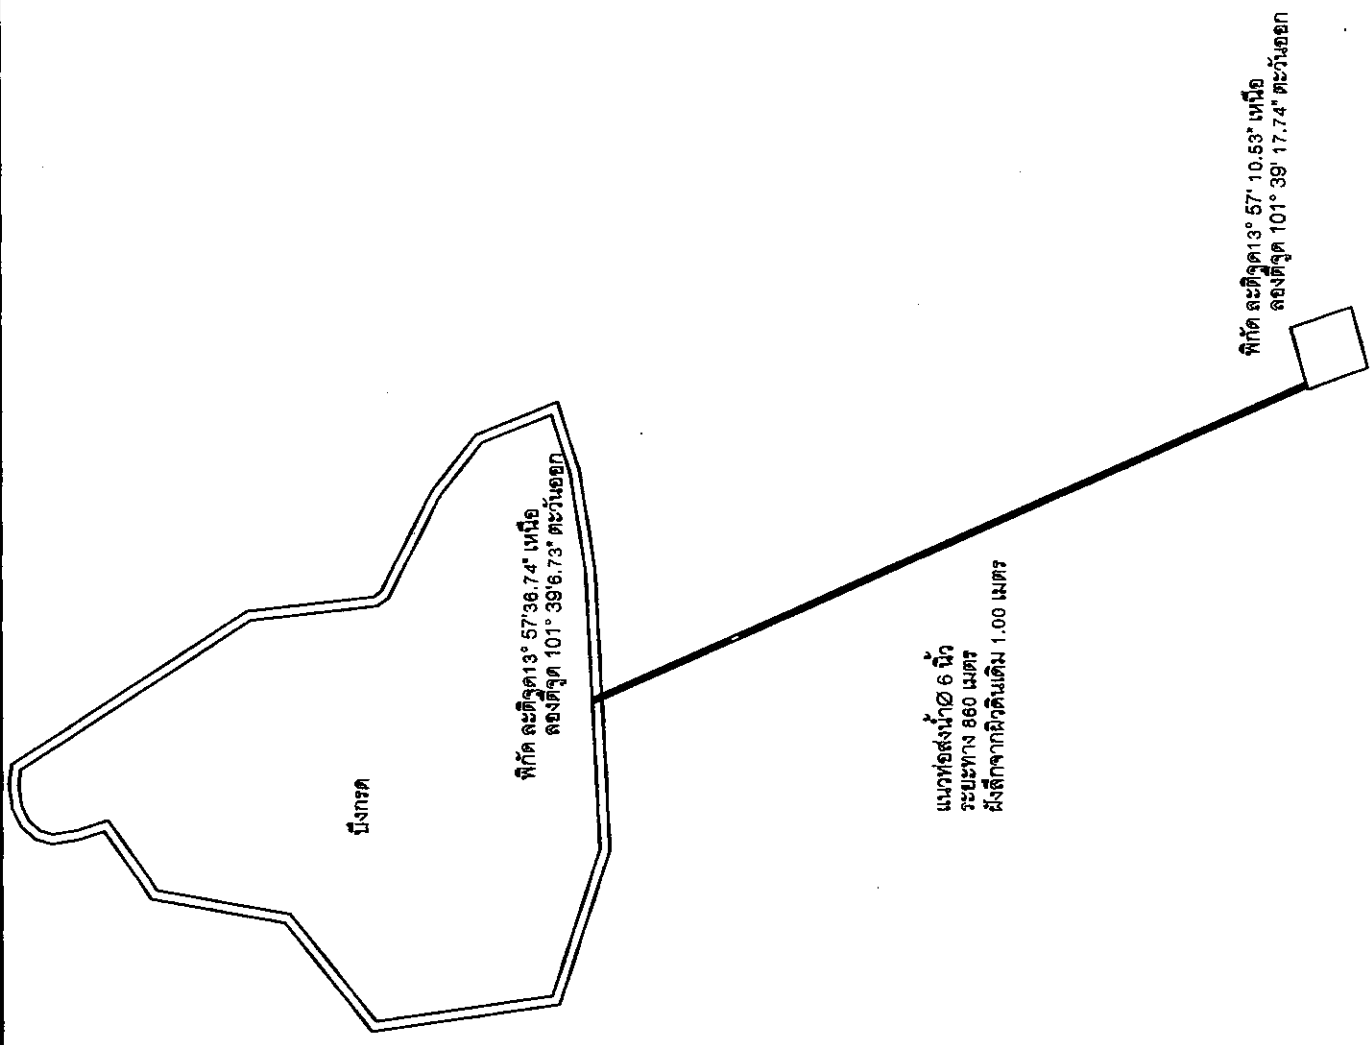 บึงกรด
พิกัด ละติจูด13° 57'36.74" เหนือ
ลองติจูด 101° 39'6.73" ตะวันออก
แนวท่อส่งน้ำØ 6 นิ้ว
ระยะทาง 860 เมตร
ฝังลึกจากผิวดินเดิม 1.00 เมตร
พิกัด ละติจูด13° 57' 10.53" เหนือ
ลองติจูด 101° 39' 17.74" ตะวันออก